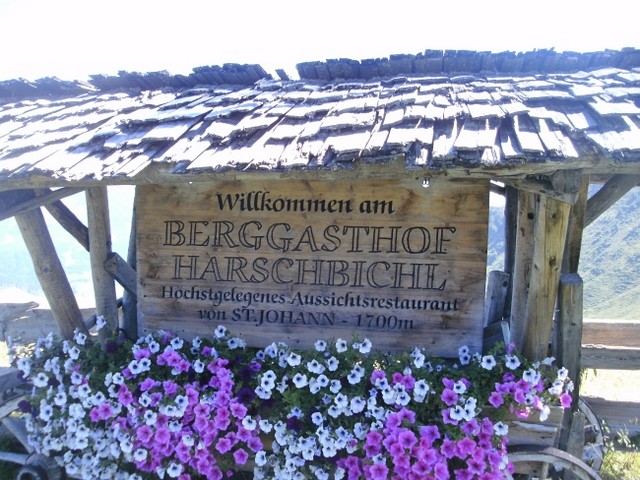 Willkommen am
BERGGASTHOF
HARSCHBICHL
Höchstgelegenes Aussichtsrestaurant
von ST.JOHANN - 1700m